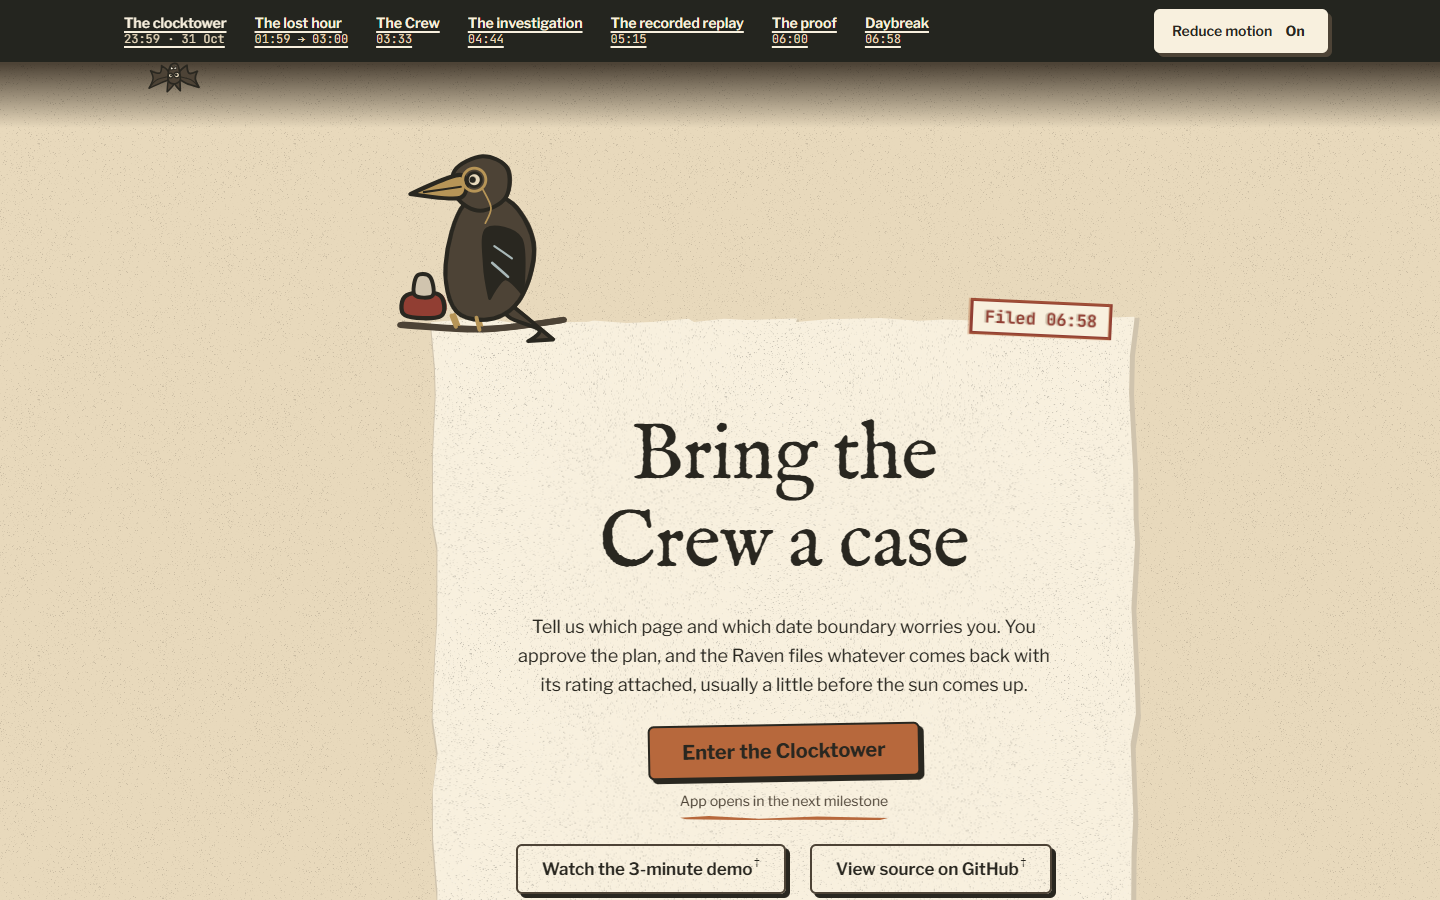 The clocktower
23:59 · 31 Oct
The lost hour
01:59 → 03:00
The Crew
03:33
The investigation
04:44
The recorded replay
05:15
The proof
06:00
Daybreak
06:58
Reduce motion On
Filed 06:58
Bring the
Crew a case
Tell us which page and which date boundary worries you. You
approve the plan, and the Raven files whatever comes back with
its rating attached, usually a little before the sun comes up.
Enter the Clocktower
App opens in the next milestone
Watch the 3-minute demo†
View source on GitHub†